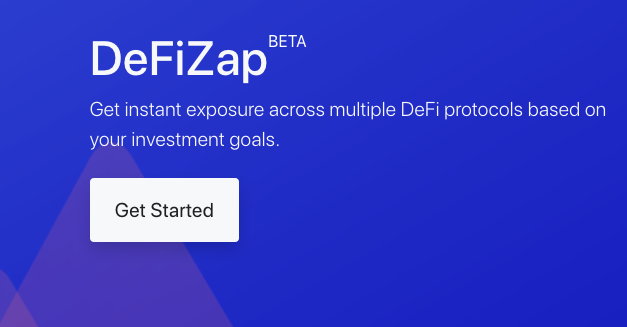 DeFiZap BETA
Get instant exposure across multiple DeFi protocols based on
your investment goals.
Get Started